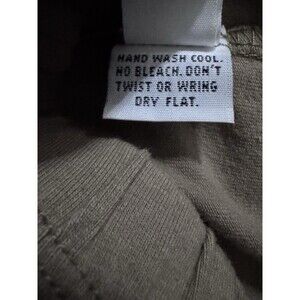 HAND WASH COOL.
NO BLEACH. DON'T
TWIST OR WRING
DRY FLAT.